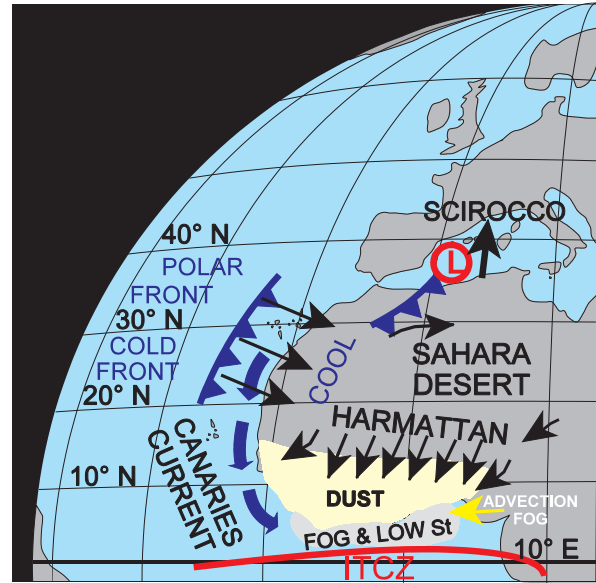 SCIROCCO
40° N
POLAR
FRONT
L
30° N
COLD
FRONT
COOL
SAHARA
DESERT
20° N
HARMATTAN
CANARIES
CURRENT
10° N
DUST
ADVECTION
FOG
FOG & LOW St
10° E
ITCZ